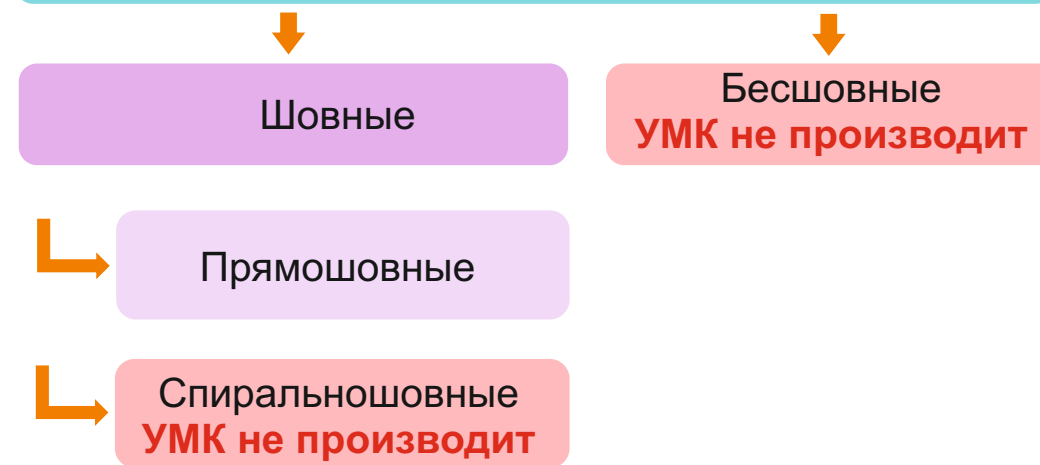 Шовные
Бесшовные
УМК не производит
Прямошовные
Спиральношовные
УМК не производит